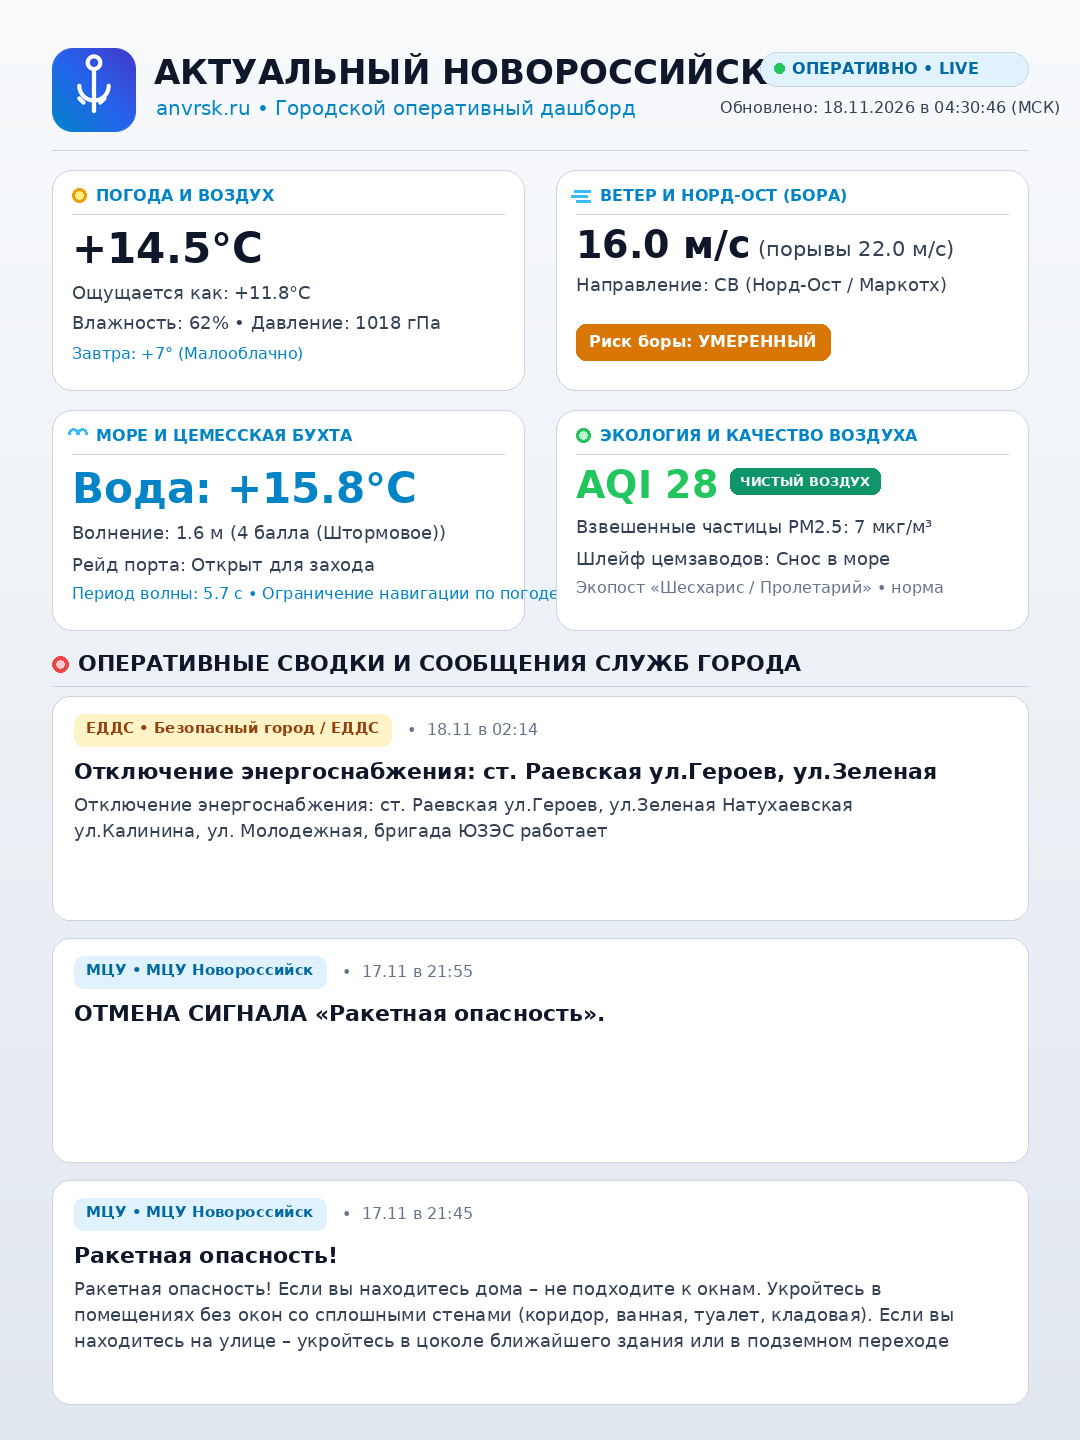 АКТУАЛЬНЫЙ НОВОРОССИЙСК
ОПЕРАТИВНО • LIVE
anvrsk.ru • Городской оперативный дашборд
Обновлено: 18.11.2026 в 04:30:46 (МСК)
ПОГОДА И ВОЗДУХ
+14.5°C
Ощущается как: +11.8°C
Влажность: 62% • Давление: 1018 гПа
Завтра: +7° (Малооблачно)
ВЕТЕР И НОРД-ОСТ (БОРА)
16.0 м/с (порывы 22.0 м/с)
Направление: СВ (Норд-Ост / Маркотх)
Риск боры: УМЕРЕННЫЙ
МОРЕ И ЦЕМЕССКАЯ БУХТА
Вода: +15.8°C
Волнение: 1.6 м (4 балла (Штормовое))
Рейд порта: Открыт для захода
Период волны: 5.7 с • Ограничение навигации по погоде
ЭКОЛОГИЯ И КАЧЕСТВО ВОЗДУХА
AQI 28 ЧИСТЫЙ ВОЗДУХ
Взвешенные частицы PM2.5: 7 мкг/м³
Шлейф цемзаводов: Снос в море
Экопост «Шесхарис / Пролетарий» • норма
ОПЕРАТИВНЫЕ СВОДКИ И СООБЩЕНИЯ СЛУЖБ ГОРОДА
ЕДДС • Безопасный город / ЕДДС • 18.11 в 02:14
Отключение энергоснабжения: ст. Раевская ул.Героев, ул.Зеленая
Отключение энергоснабжения: ст. Раевская ул.Героев, ул.Зеленая Натухаевская
ул.Калинина, ул. Молодежная, бригада ЮЗЭС работает
МЦУ • МЦУ Новороссийск • 17.11 в 21:55
ОТМЕНА СИГНАЛА «Ракетная опасность».
МЦУ • МЦУ Новороссийск • 17.11 в 21:45
Ракетная опасность!
Ракетная опасность! Если вы находитесь дома – не подходите к окнам. Укройтесь в
помещениях без окон со сплошными стенами (коридор, ванная, туалет, кладовая). Если вы
находитесь на улице – укройтесь в цоколе ближайшего здания или в подземном переходе